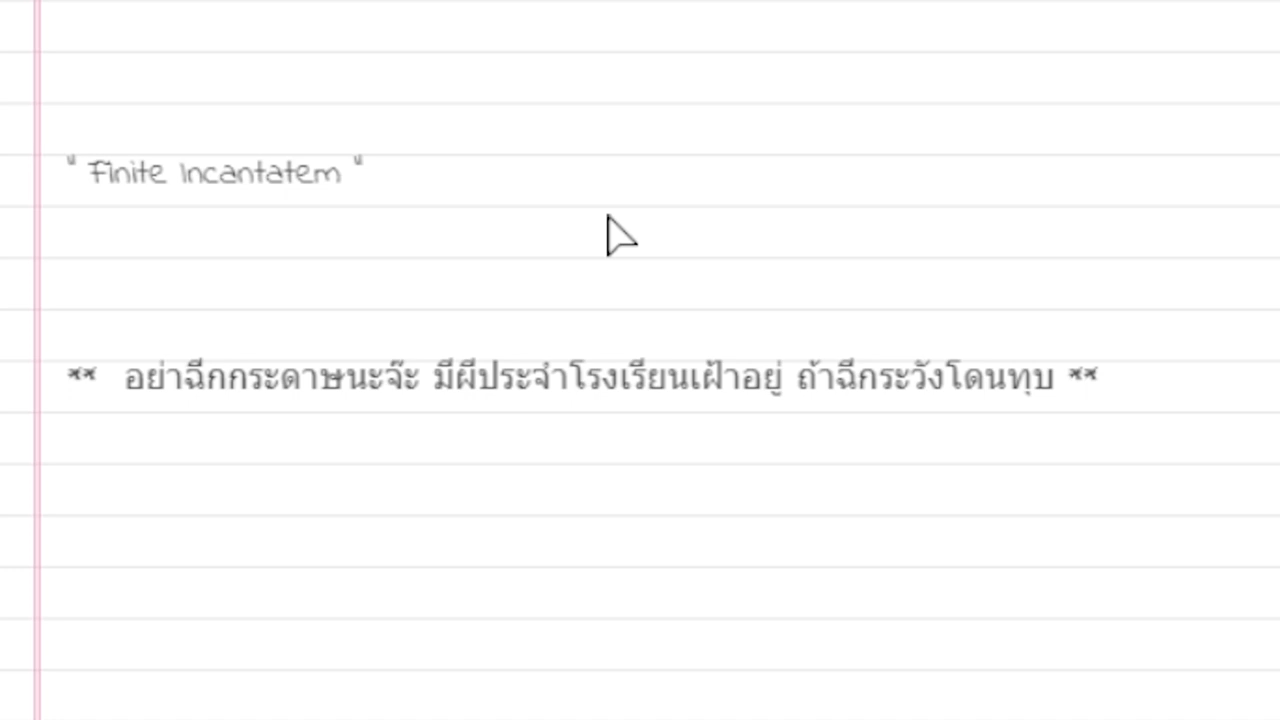 " Finite Incantatem "
** อย่าฉีกกระดาษนะจ๊ะ มีผีประจำโรงเรียนเฝ้าอยู่ ถ้าฉีกระวังโดนทุบ **